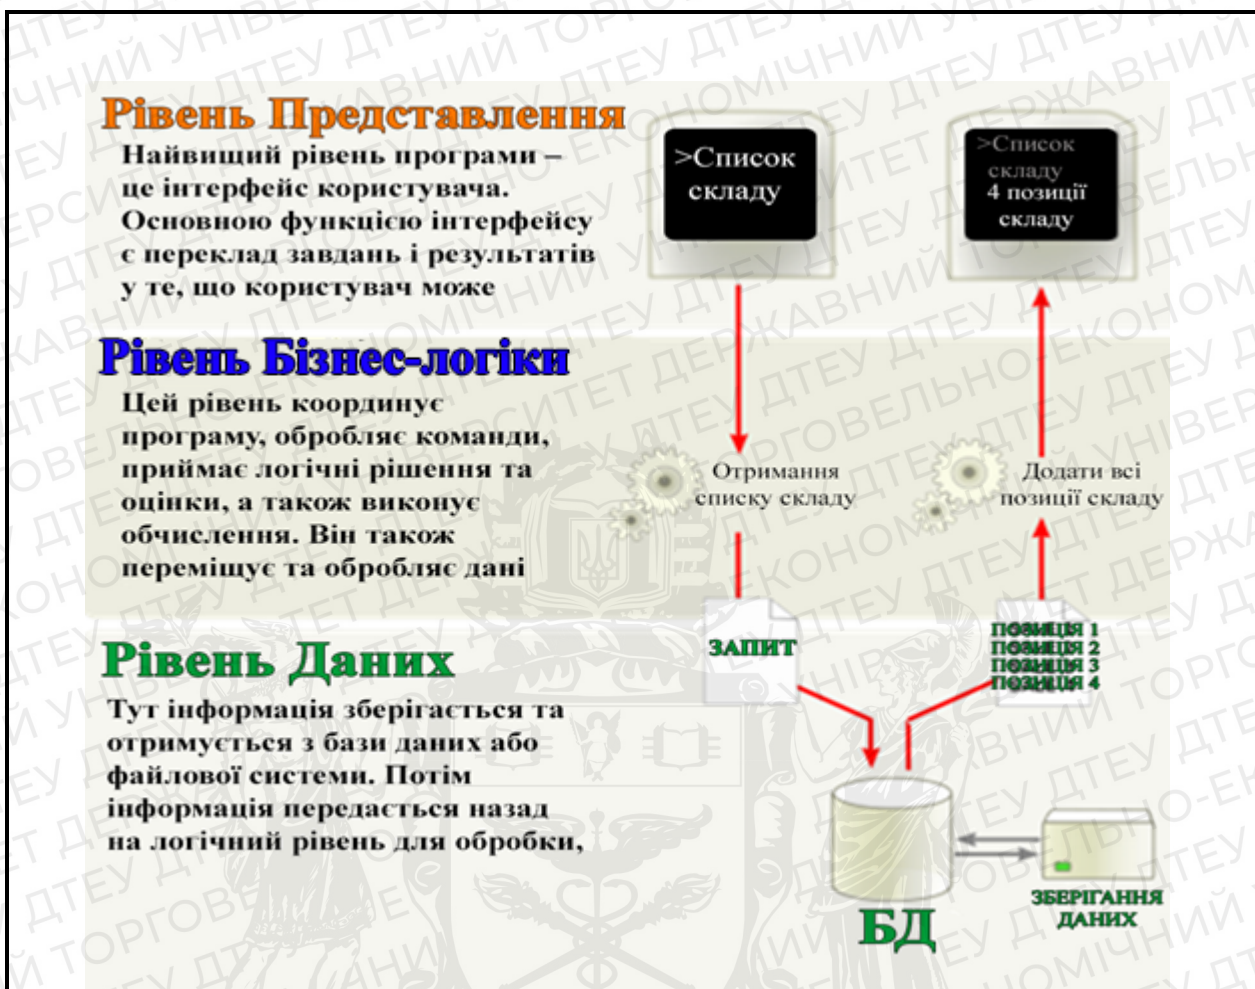 Рівень Представлення
Найвищий рівень програми –
це інтерфейс користувача.
Основною функцією інтерфейсу
є переклад завдань і результатів
у те, що користувач може
>Список
складу
>Список
складу
4 позиції
складу
Рівень Бізнес-логіки
Цей рівень координує
програму, обробляє команди,
приймає логічні рішення та
оцінки, а також виконує
обчислення. Він також
переміщує та обробляє дані
Отримання
списку складу
Додати всі
позиції складу
Рівень Даних
Тут інформація зберігається та
отримується з бази даних або
файлової системи. Потім
інформація передається назад
на логічний рівень для обробки,
ЗАПИТ
ПОЗИЦІЯ 1
ПОЗИЦІЯ 2
ПОЗИЦІЯ 3
ПОЗИЦІЯ 4
БД
ЗБЕРІГАННЯ
ДАНИХ